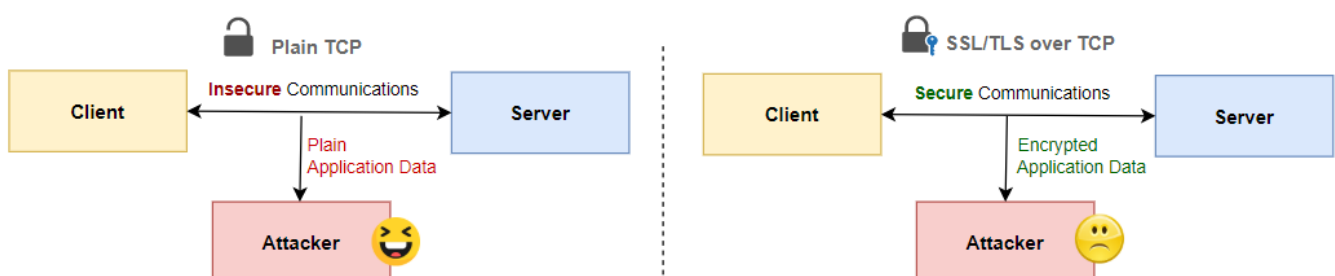 Plain TCP
Client
Insecure Communications
Server
Plain
Application Data
Attacker
SSL/TLS over TCP
Client
Secure Communications
Server
Encrypted
Application Data
Attacker